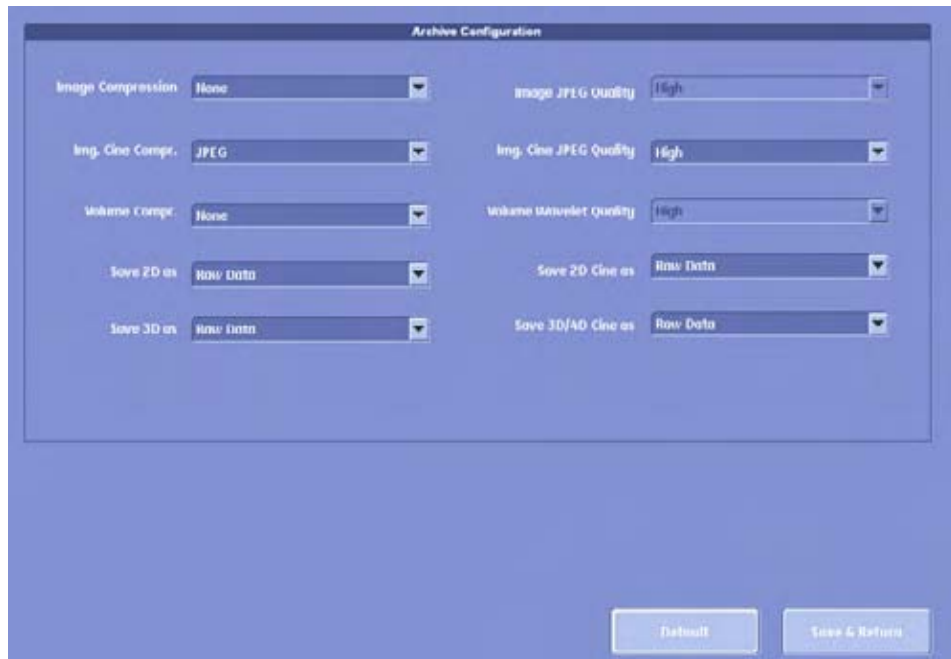 Archive Configuration
Image Compression None Image JPEG Quality High
Img. Cine Compr. JPEG Img. Cine JPEG Quality High
Volume Compr. None Volume Wavelet Quality High
Save 2D as Raw Data Save 2D Cine as Raw Data
Save 3D as Raw Data Save 3D/4D Cine as Raw Data
Default Save & Return